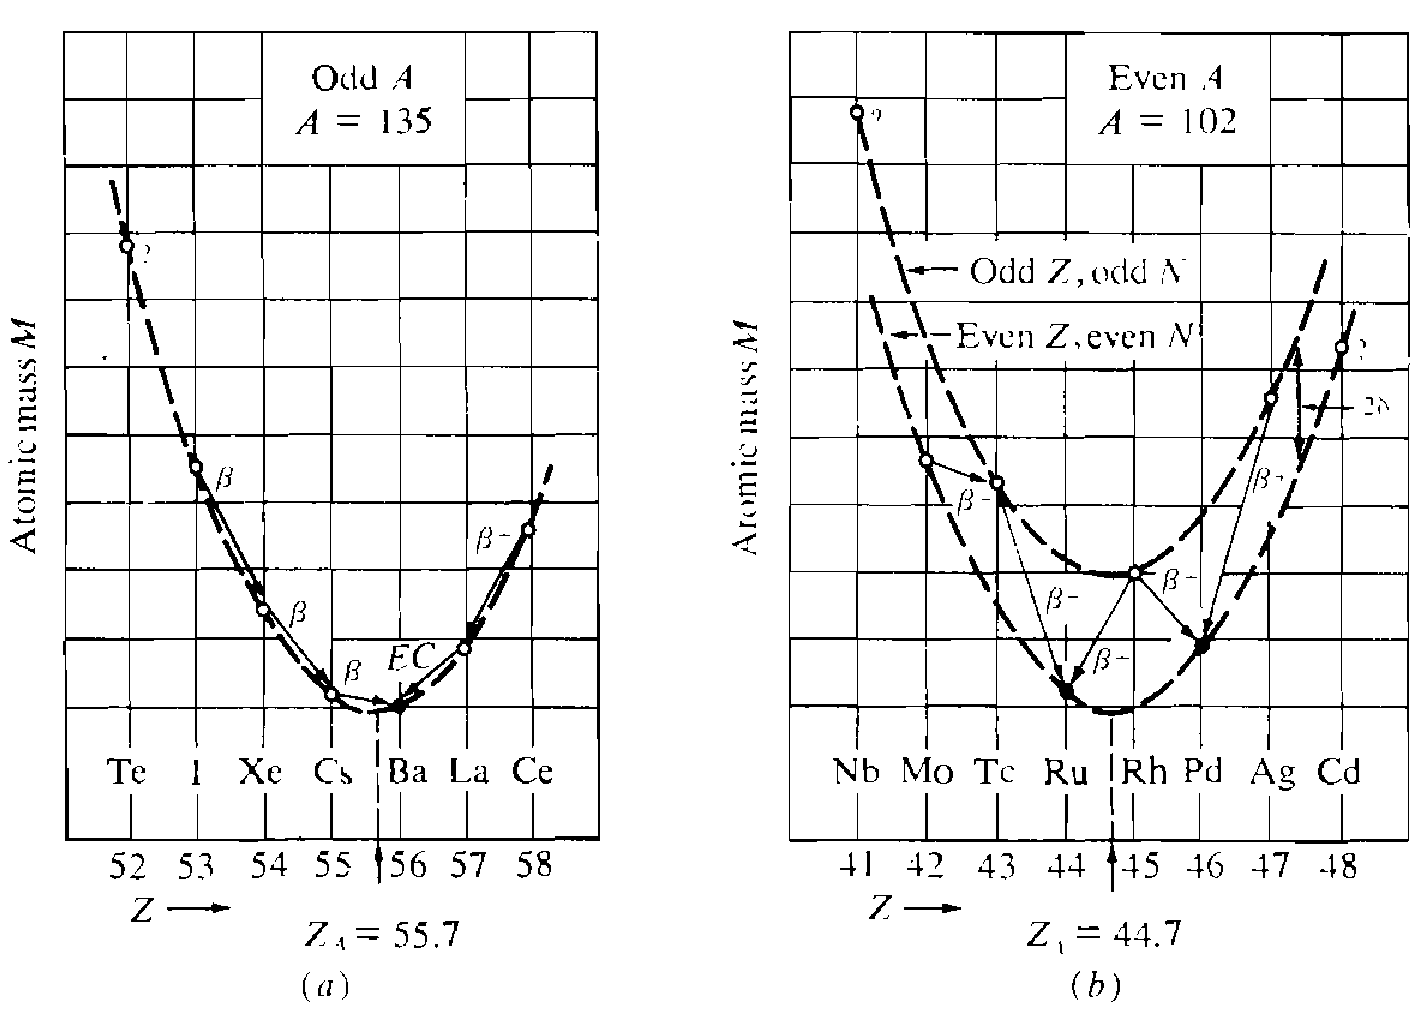 Odd A
A = 135
Atomic mass M
?
β
β
β
EC
β−
Te I Xe Cs Ba La Ce
52 53 54 55 56 57 58
Z
Z_A = 55.7
(a)
Even A
A = 102
Atomic mass M
?
Odd Z, odd N
Even Z, even N
?
2δ
β+
β−
β−
β−
β+
Nb Mo Tc Ru Rh Pd Ag Cd
41 42 43 44 45 46 47 48
Z
Z_A = 44.7
(b)